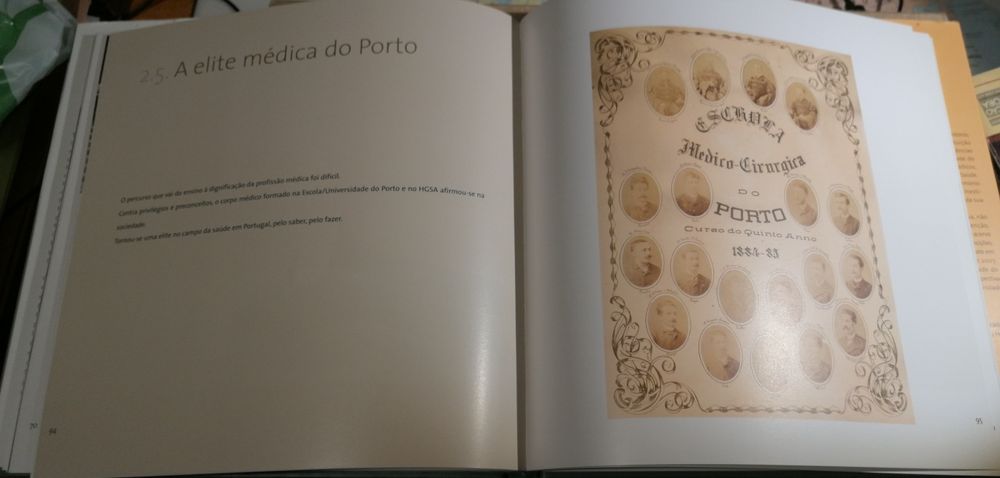 2.5. A elite médica do Porto
O percurso que vai do ensino à dignificação da profissão médica foi difícil.
Contra privilégios e preconceitos, o corpo médico formado na Escola/Universidade do Porto e no HGSA afirmou-se na
sociedade.
Tornou-se uma elite no campo da saúde em Portugal, pelo saber, pelo fazer.
70
94
ESCHOLA
Medico-Cirurgica
DO
PORTO
Curso do Quinto Anno
1884-85
95